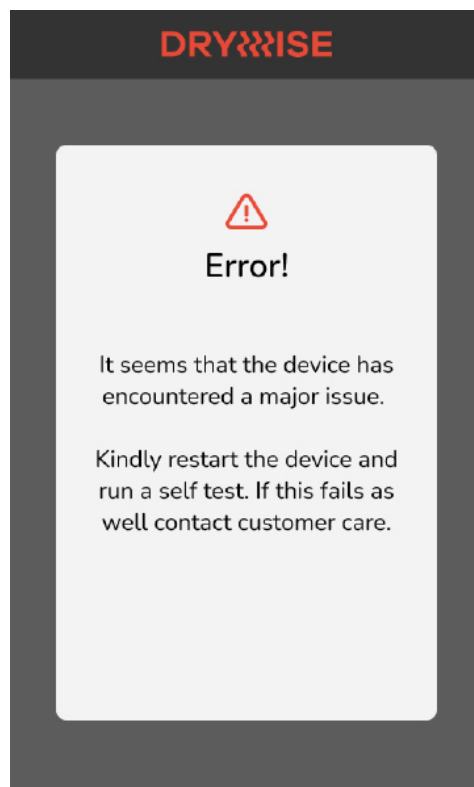 DRYWISE
Error!
It seems that the device has
encountered a major issue.
Kindly restart the device and
run a self test. If this fails as
well contact customer care.